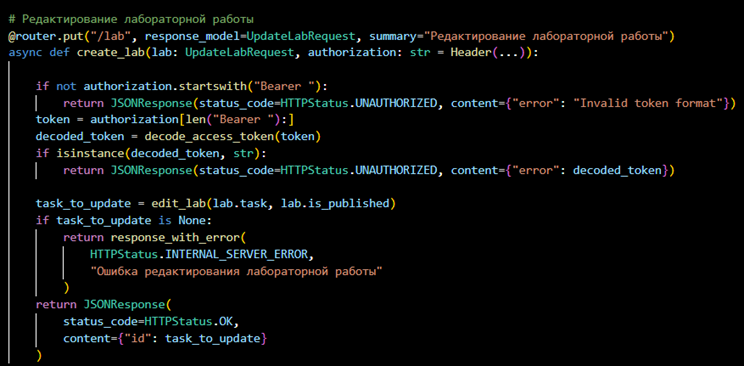 # Редактирование лабораторной работы
@router.put("/lab", response_model=UpdateLabRequest, summary="Редактирование лабораторной работы")
async def create_lab(lab: UpdateLabRequest, authorization: str = Header(...)):
if not authorization.startswith("Bearer "):
return JSONResponse(status_code=HTTPStatus.UNAUTHORIZED, content={"error": "Invalid token format"})
token = authorization[len("Bearer "):]
decoded_token = decode_access_token(token)
if isinstance(decoded_token, str):
return JSONResponse(status_code=HTTPStatus.UNAUTHORIZED, content={"error": decoded_token})
task_to_update = edit_lab(lab.task, lab.is_published)
if task_to_update is None:
return response_with_error(
HTTPStatus.INTERNAL_SERVER_ERROR,
"Ошибка редактирования лабораторной работы"
)
return JSONResponse(
status_code=HTTPStatus.OK,
content={"id": task_to_update}
)